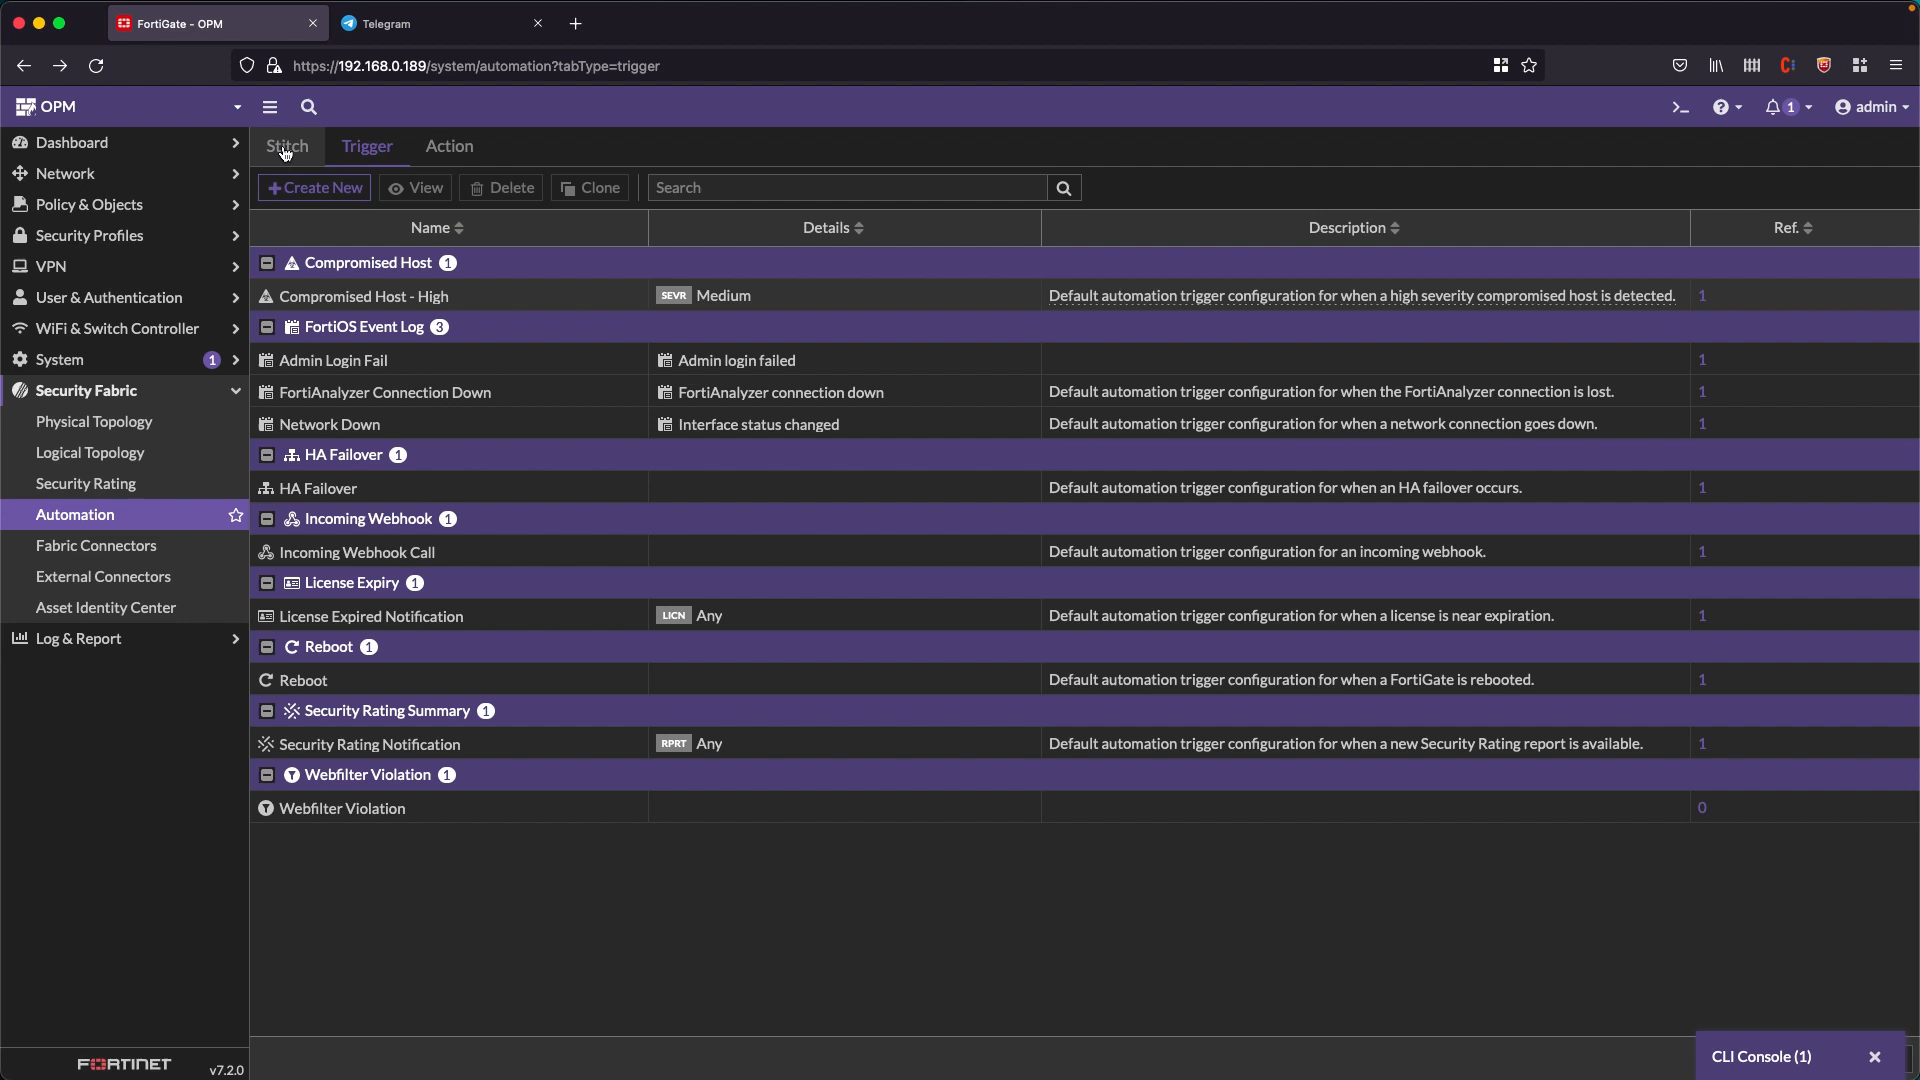 FortiGate - OPM
Telegram
https://192.168.0.189/system/automation?tabType=trigger
OPM
1
admin
Dashboard
Network
Policy & Objects
Security Profiles
VPN
User & Authentication
WiFi & Switch Controller
System 1
Security Fabric
Physical Topology
Logical Topology
Security Rating
Automation
Fabric Connectors
External Connectors
Asset Identity Center
Log & Report
FORTINET v7.2.0
Stitch Trigger Action
+Create New View Delete Clone Search
Name Details Description Ref.
Compromised Host 1
Compromised Host - High SEVR Medium Default automation trigger configuration for when a high severity compromised host is detected. 1
FortiOS Event Log 3
Admin Login Fail Admin login failed 1
FortiAnalyzer Connection Down FortiAnalyzer connection down Default automation trigger configuration for when the FortiAnalyzer connection is lost. 1
Network Down Interface status changed Default automation trigger configuration for when a network connection goes down. 1
HA Failover 1
HA Failover Default automation trigger configuration for when an HA failover occurs. 1
Incoming Webhook 1
Incoming Webhook Call Default automation trigger configuration for an incoming webhook. 1
License Expiry 1
License Expired Notification LICN Any Default automation trigger configuration for when a license is near expiration. 1
Reboot 1
Reboot Default automation trigger configuration for when a FortiGate is rebooted. 1
Security Rating Summary 1
Security Rating Notification RPRT Any Default automation trigger configuration for when a new Security Rating report is available. 1
Webfilter Violation 1
Webfilter Violation 0
CLI Console (1)